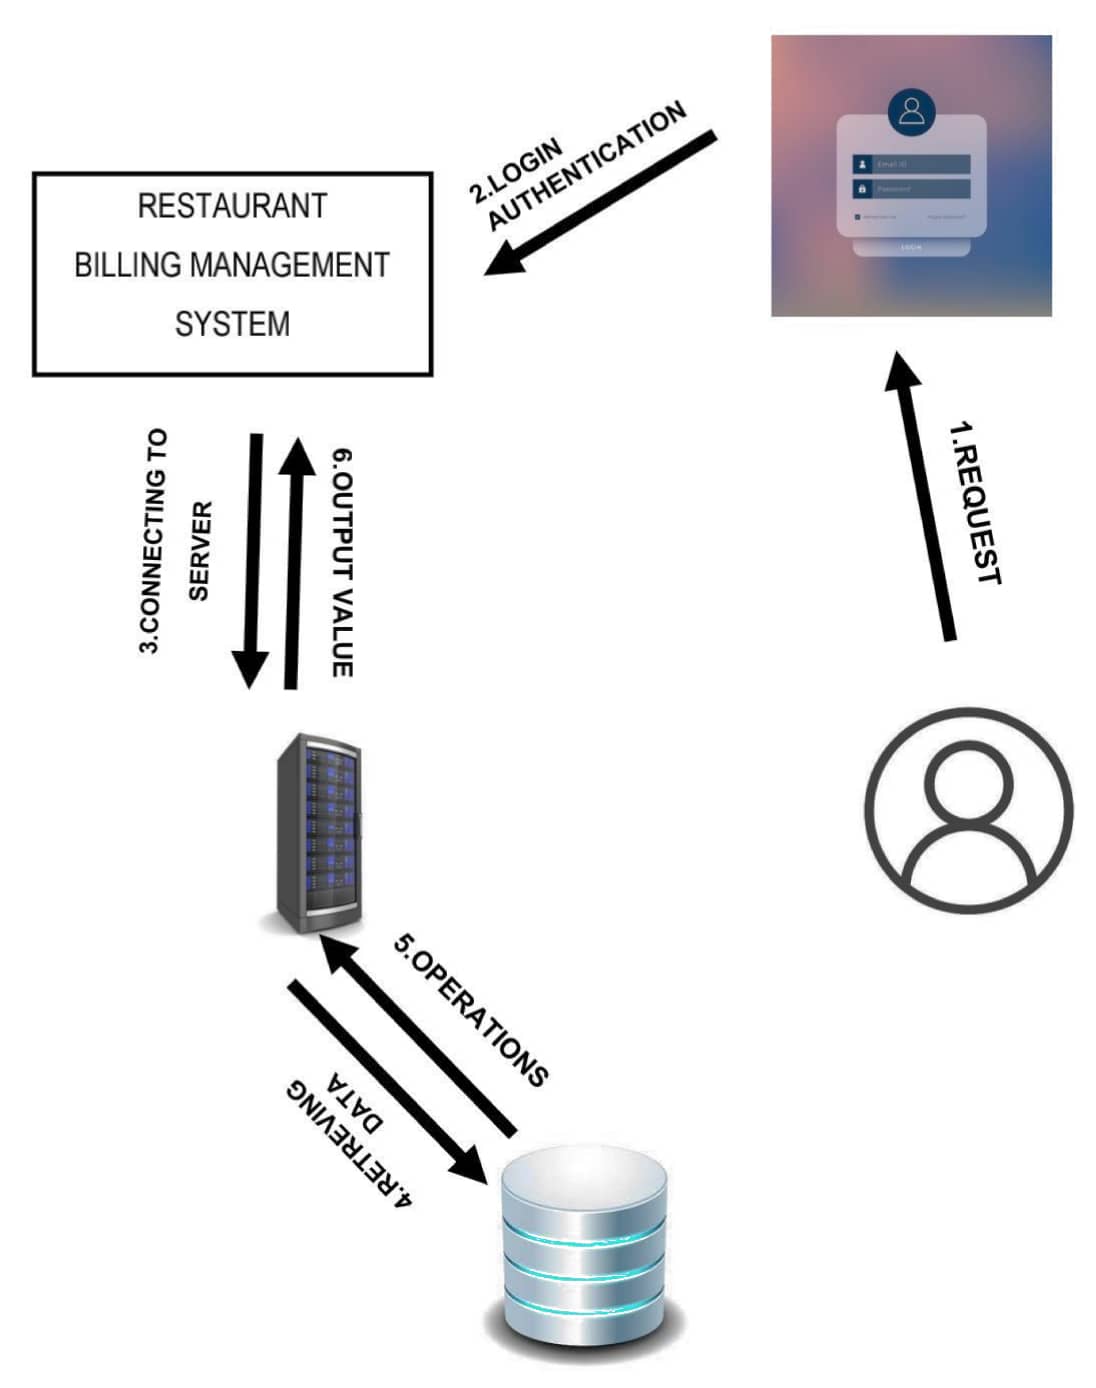 RESTAURANT
BILLING MANAGEMENT
SYSTEM
2.LOGIN
AUTHENTICATION
Email ID
Password
LOGIN
1.REQUEST
3.CONNECTING TO
SERVER
6.OUTPUT VALUE
5.OPERATIONS
4.RETREVING
DATA